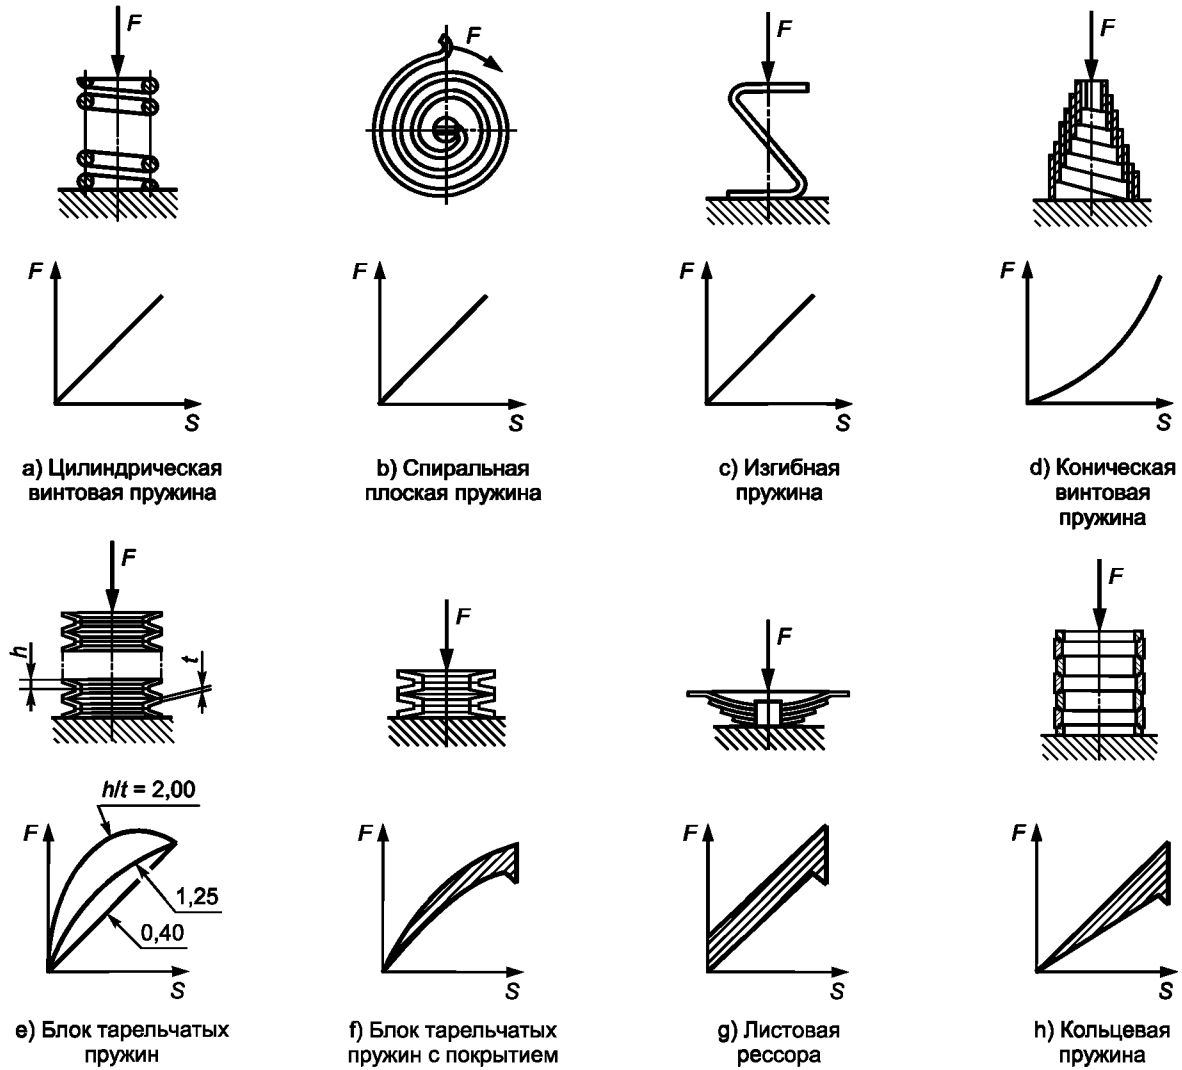 F
F
F
F
F
S
F
S
F
S
F
S
a) Цилиндрическая
винтовая пружина
b) Спиральная
плоская пружина
c) Изгибная
пружина
d) Коническая
винтовая
пружина
F
h
t
F
F
F
h/t = 2,00
F
1,25
0,40
S
F
S
F
S
F
S
e) Блок тарельчатых
пружин
f) Блок тарельчатых
пружин с покрытием
g) Листовая
рессора
h) Кольцевая
пружина